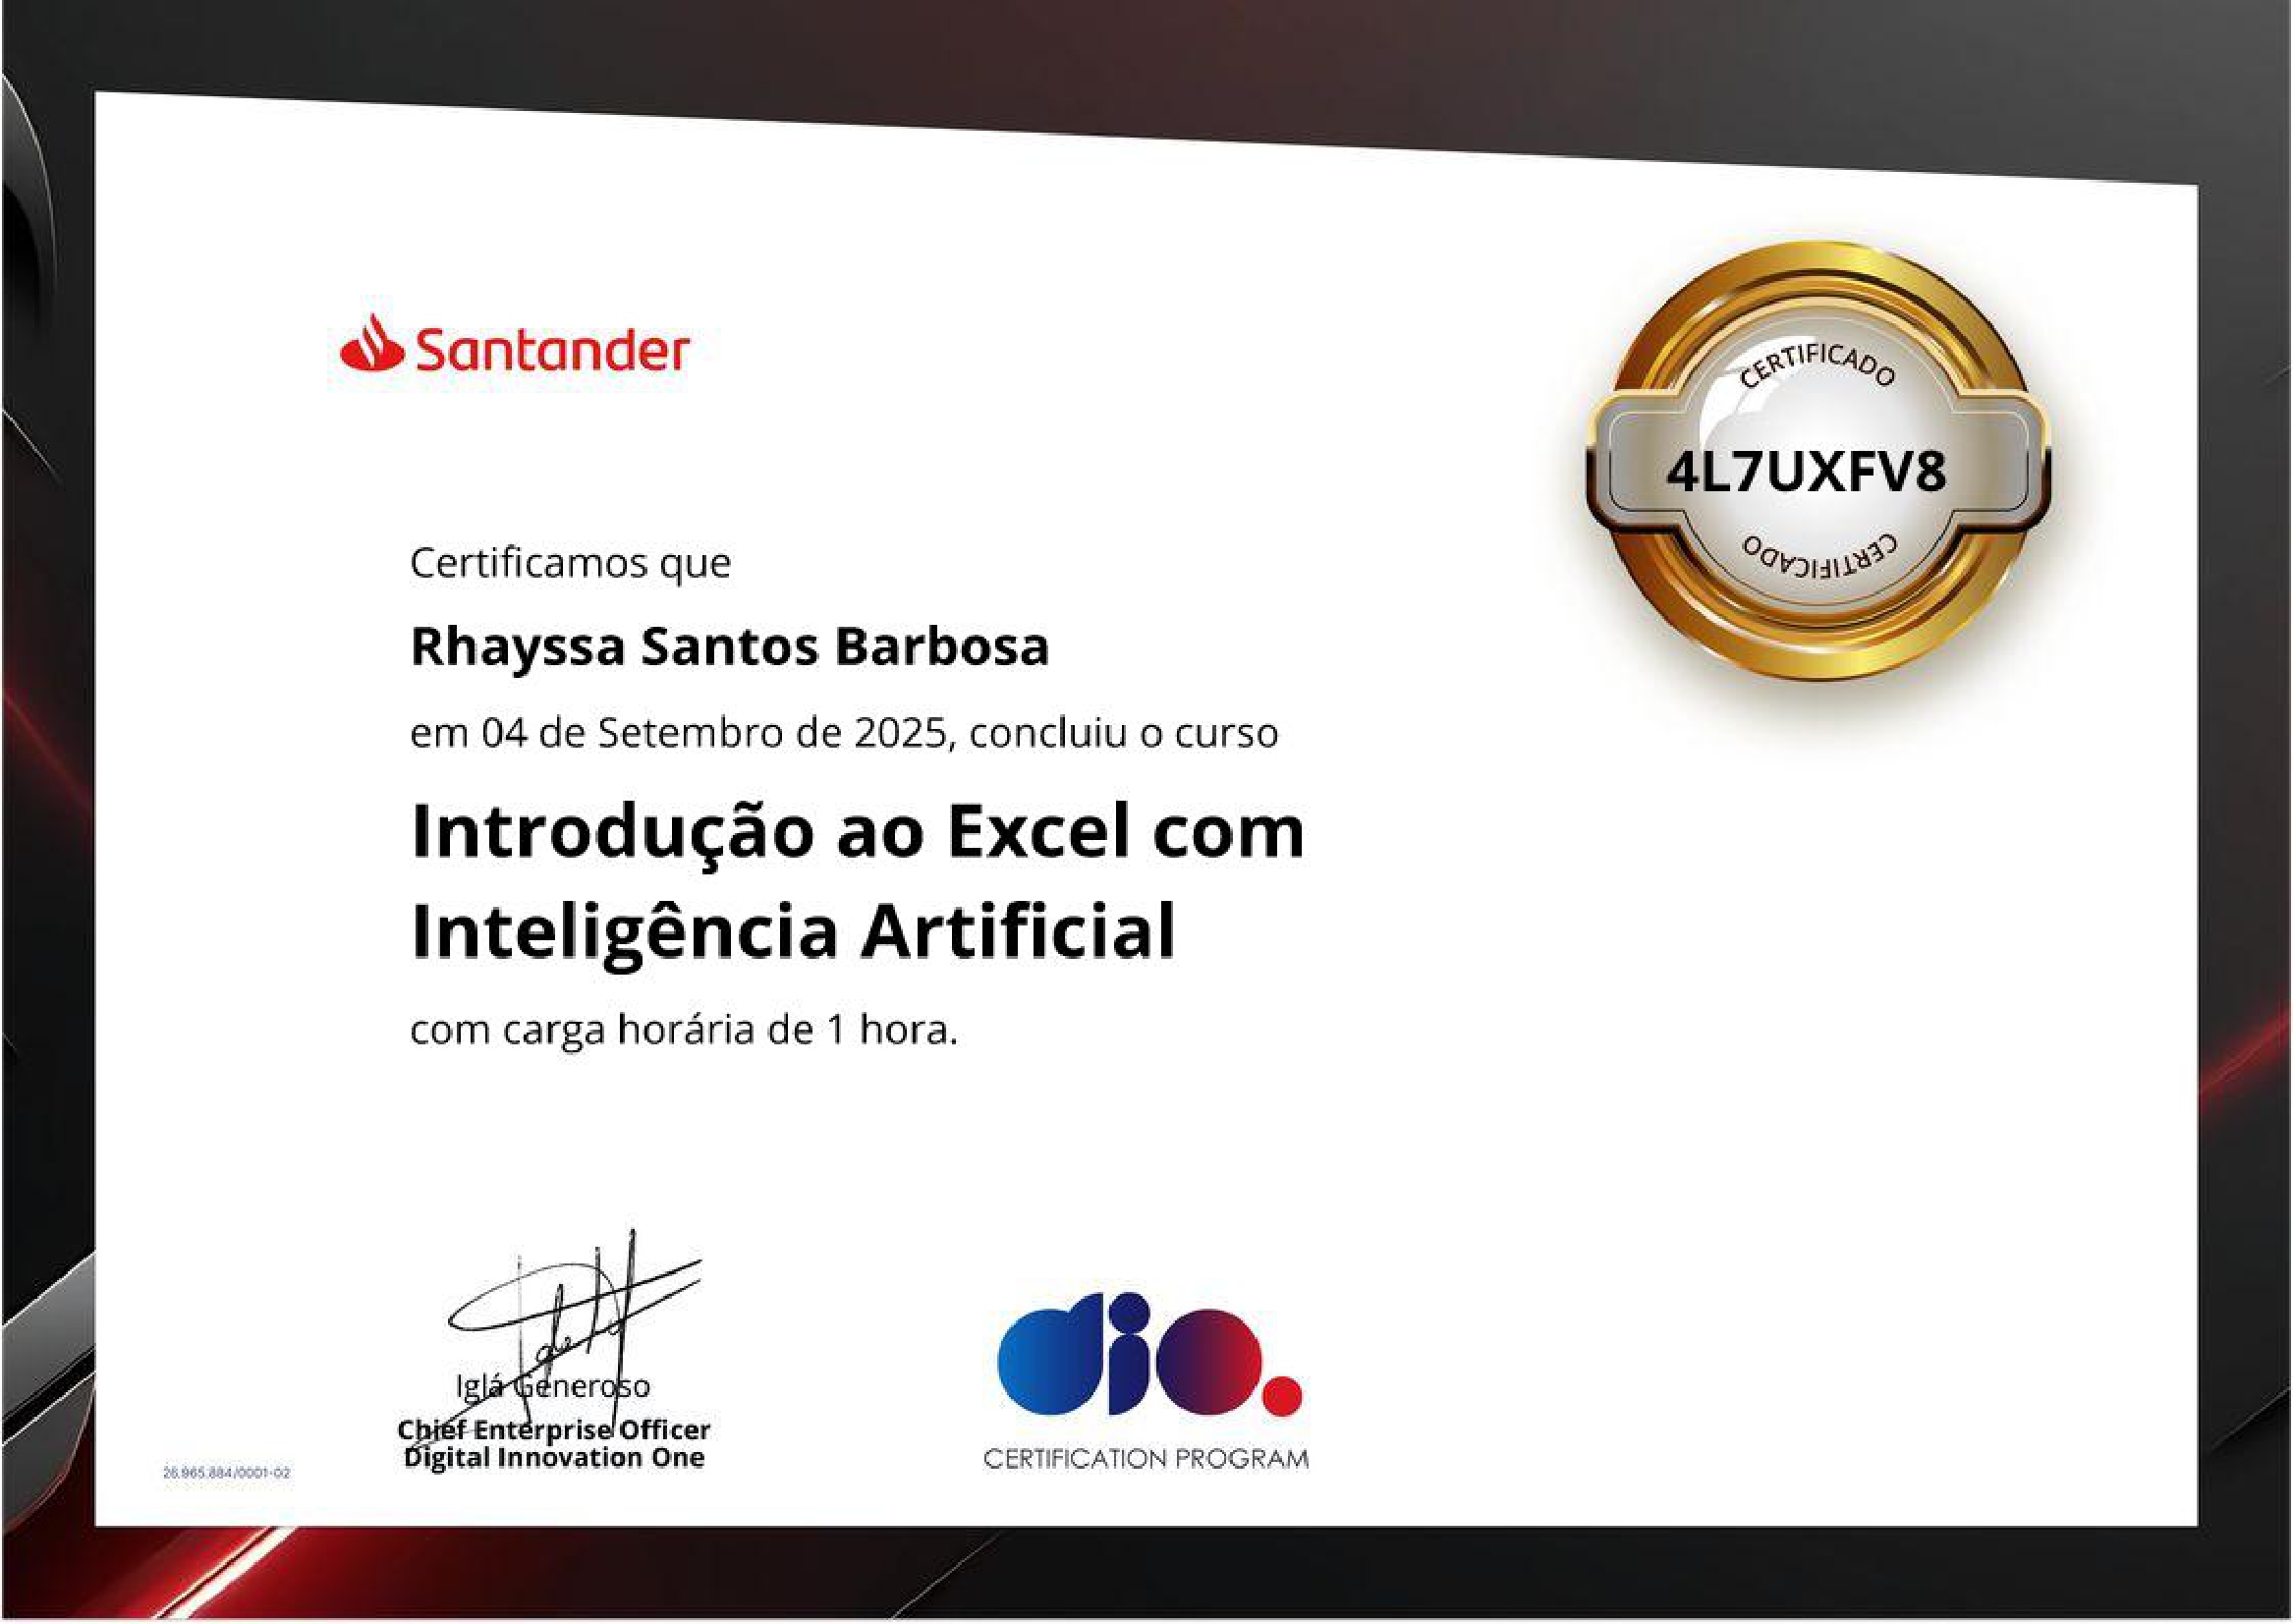 Santander
CERTIFICADO
4L7UXFV8
CERTIFICADO
Certificamos que
Rhayssa Santos Barbosa
em 04 de Setembro de 2025, concluiu o curso
Introdução ao Excel com
Inteligência Artificial
com carga horária de 1 hora.
Iglá Generoso
Chief Enterprise Officer
Digital Innovation One
dio.
CERTIFICATION PROGRAM
26.965.884/0001-02